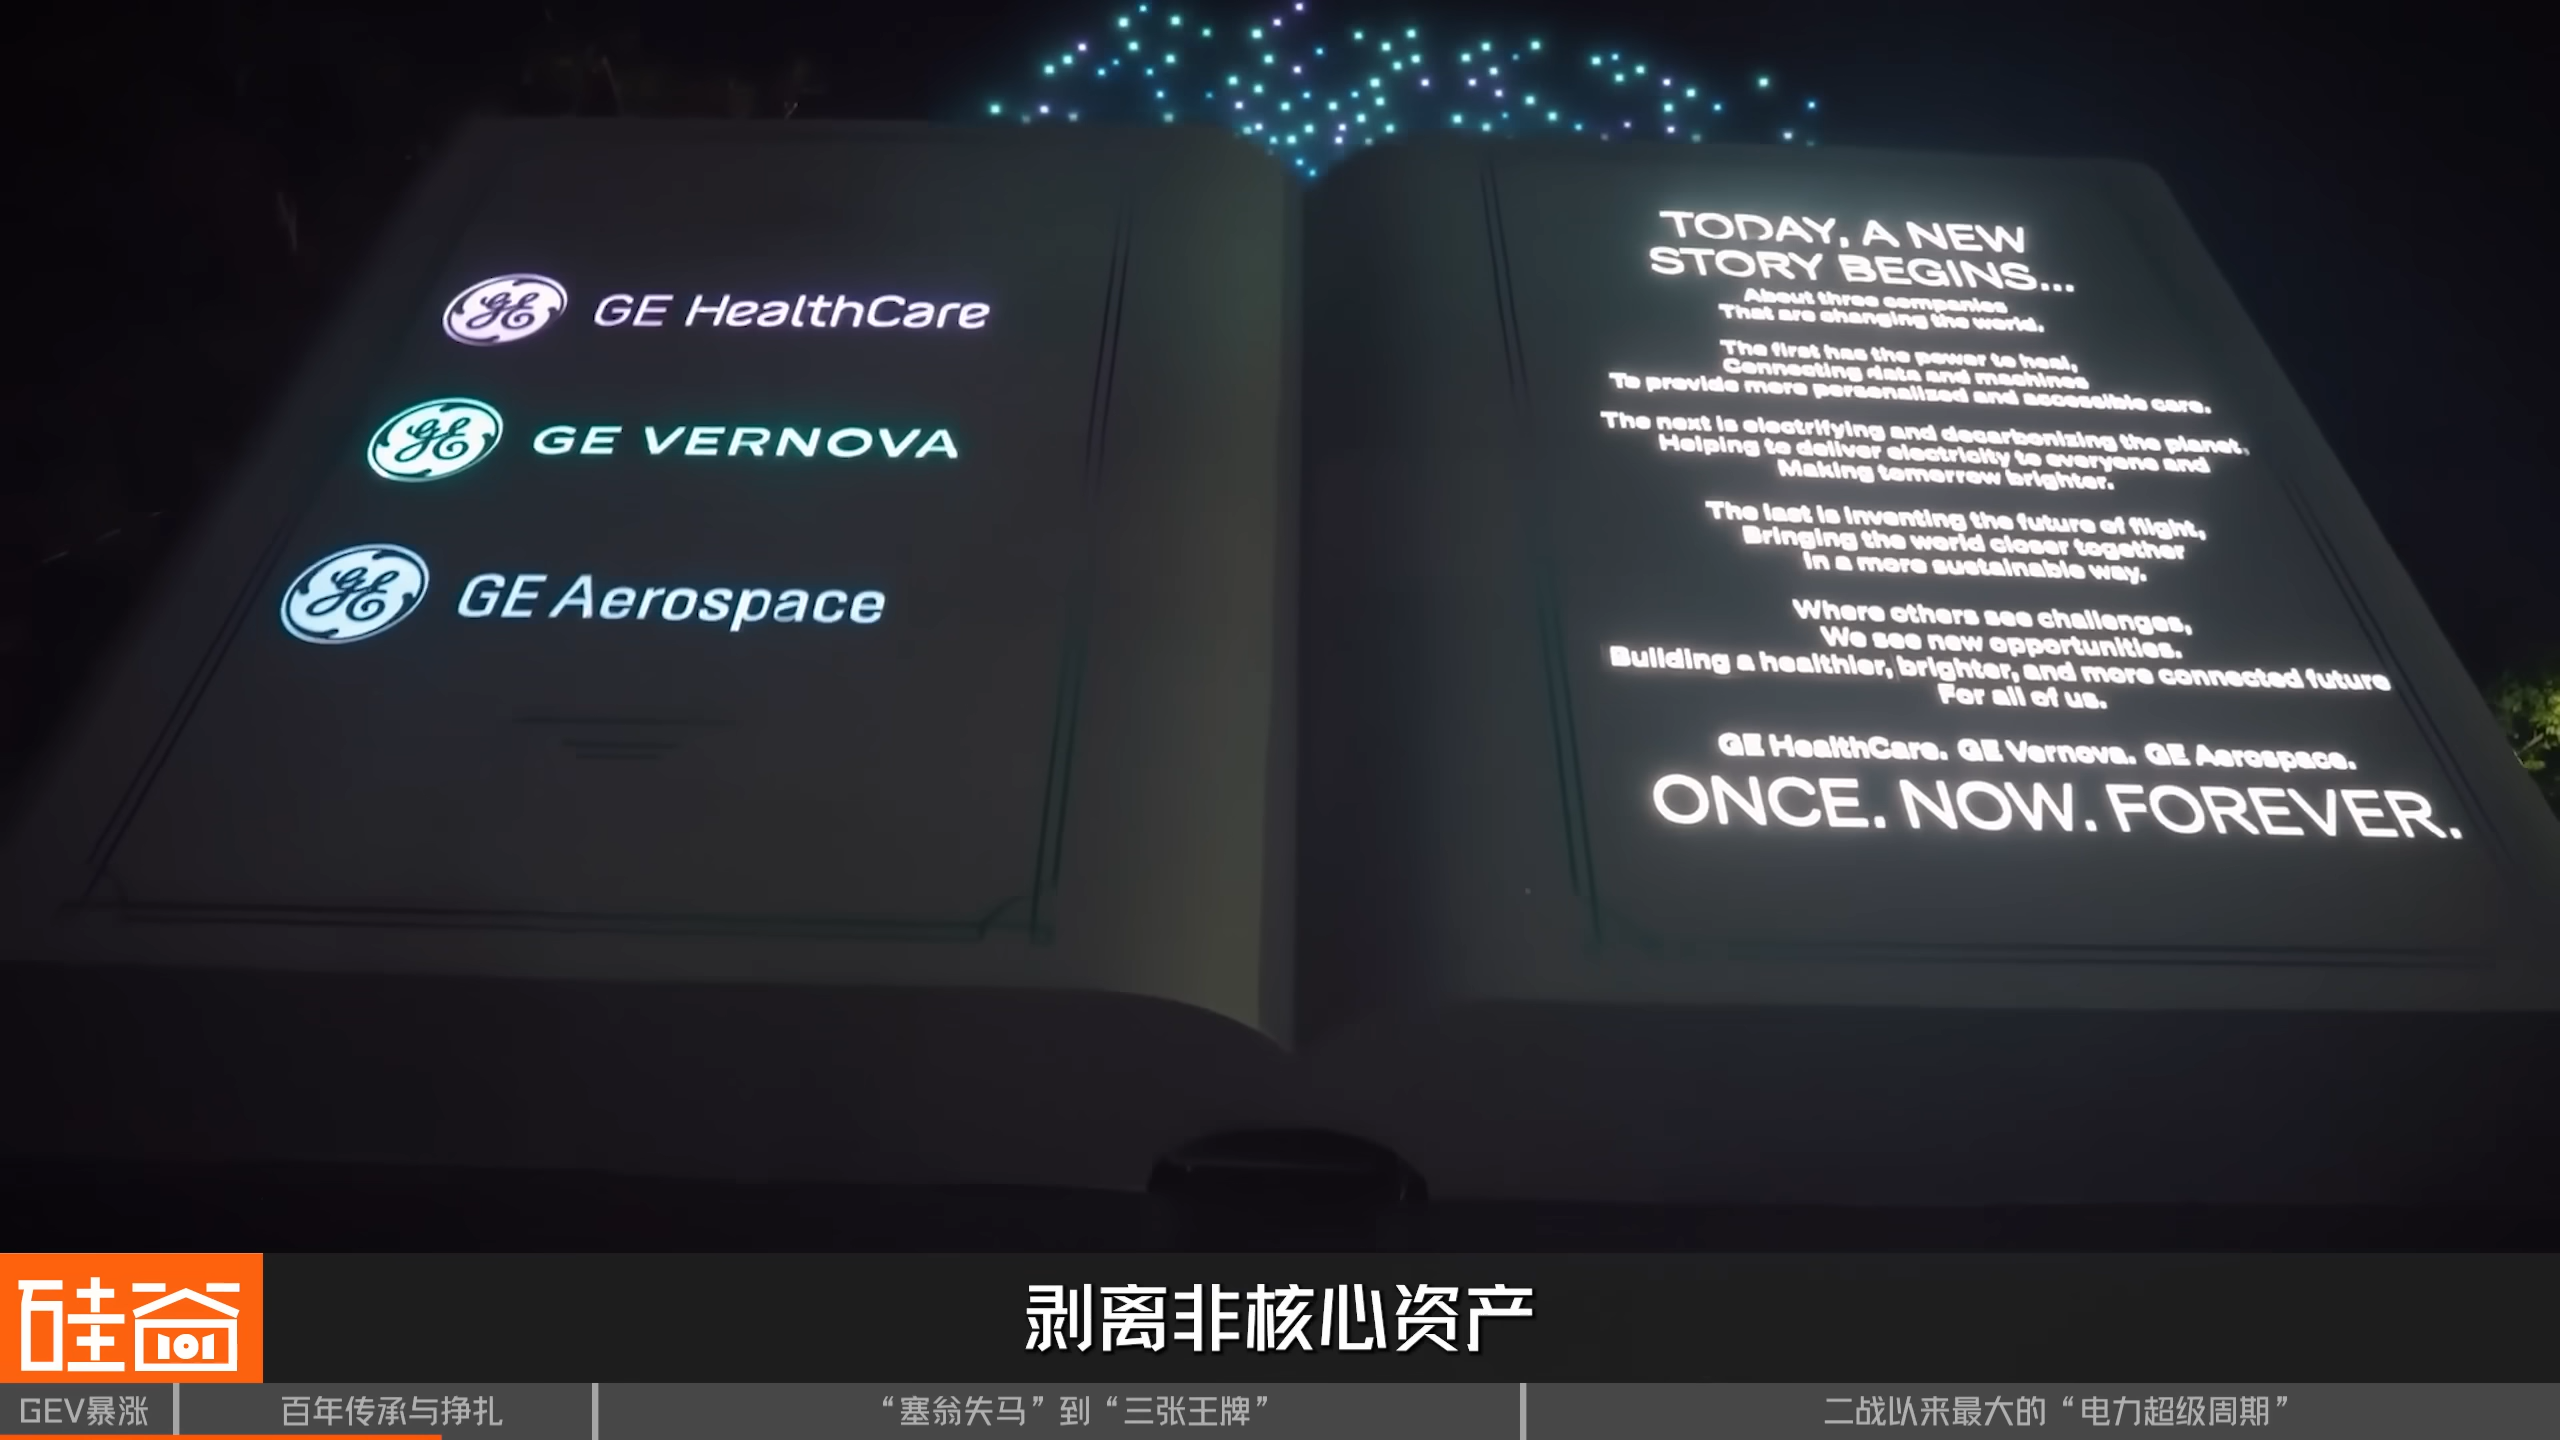 GE HealthCare
GE VERNOVA
GE Aerospace
TODAY, A NEW
STORY BEGINS...
About three companies
That are changing the world.
The first has the power to heal,
Connecting data and machines
To provide more personalized and accessible care.
The next is electrifying and decarbonizing the planet,
Helping to deliver electricity to everyone and
Making tomorrow brighter.
The last is inventing the future of flight,
Bringing the world closer together
In a more sustainable way.
Where others see challenges,
We see new opportunities.
Building a healthier, brighter, and more connected future
For all of us.
GE HealthCare. GE Vernova. GE Aerospace.
ONCE. NOW. FOREVER.
硅谷
101
剥离非核心资产
GEV暴涨
百年传承与挣扎
“塞翁失马”到“三张王牌”
二战以来最大的“电力超级周期”